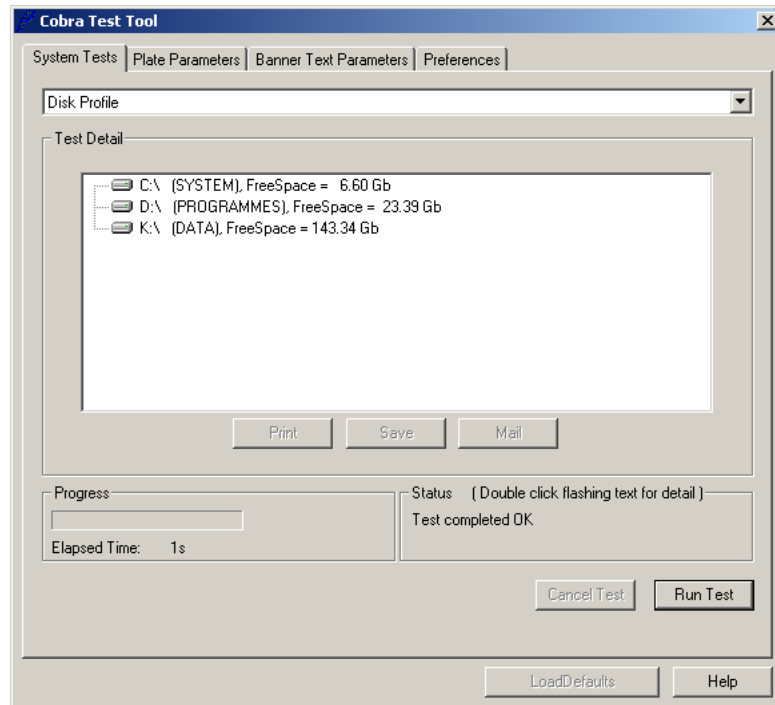 Cobra Test Tool
System Tests Plate Parameters Banner Text Parameters Preferences
Disk Profile
Test Detail
C:\ (SYSTEM), FreeSpace = 6.60 Gb
D:\ (PROGRAMMES), FreeSpace = 23.39 Gb
K:\ (DATA), FreeSpace = 143.34 Gb
Print Save Mail
Progress
Elapsed Time: 1s
Status ( Double click flashing text for detail )
Test completed OK
Cancel Test Run Test
LoadDefaults Help